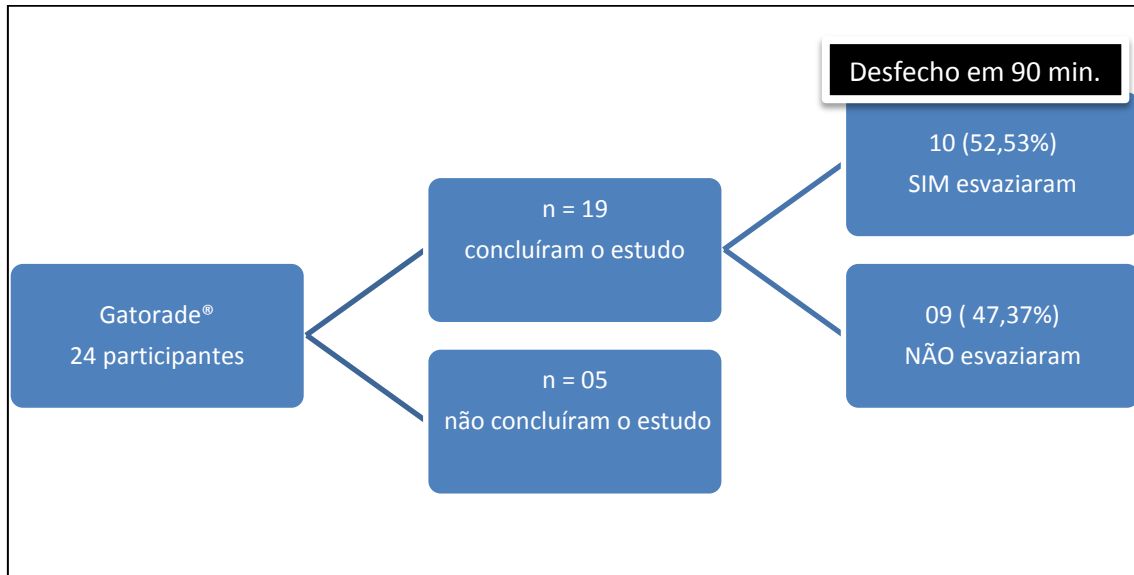 Desfecho em 90 min.
Gatorade®
24 participantes
n = 19
concluíram o estudo
n = 05
não concluíram o estudo
10 (52,53%)
SIM esvaziaram
09 ( 47,37%)
NÃO esvaziaram